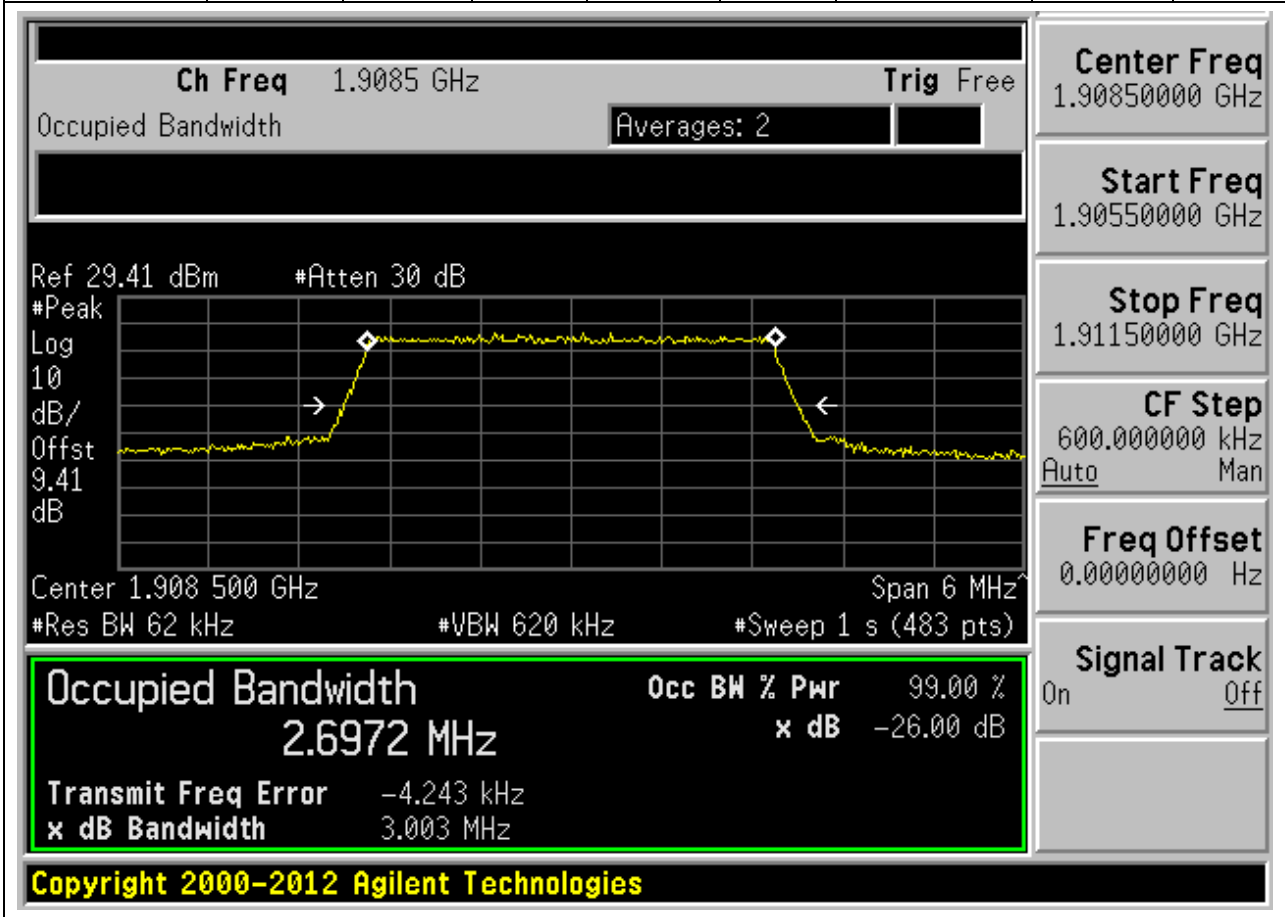 Ch Freq 1.9085 GHz Trig Free
Occupied Bandwidth Averages: 2
Ref 29.41 dBm #Atten 30 dB
#Peak
Log
10
dB/
Offst
9.41
dB
Center 1.908 500 GHz Span 6 MHz^
#Res BW 62 kHz #VBW 620 kHz #Sweep 1 s (483 pts)
Occupied Bandwidth Occ BW % Pwr 99.00 %
2.6972 MHz x dB -26.00 dB
Transmit Freq Error -4.243 kHz
x dB Bandwidth 3.003 MHz
Copyright 2000-2012 Agilent Technologies
Center Freq
1.90850000 GHz
Start Freq
1.90550000 GHz
Stop Freq
1.91150000 GHz
CF Step
600.000000 kHz
Auto Man
Freq Offset
0.00000000 Hz
Signal Track
On Off